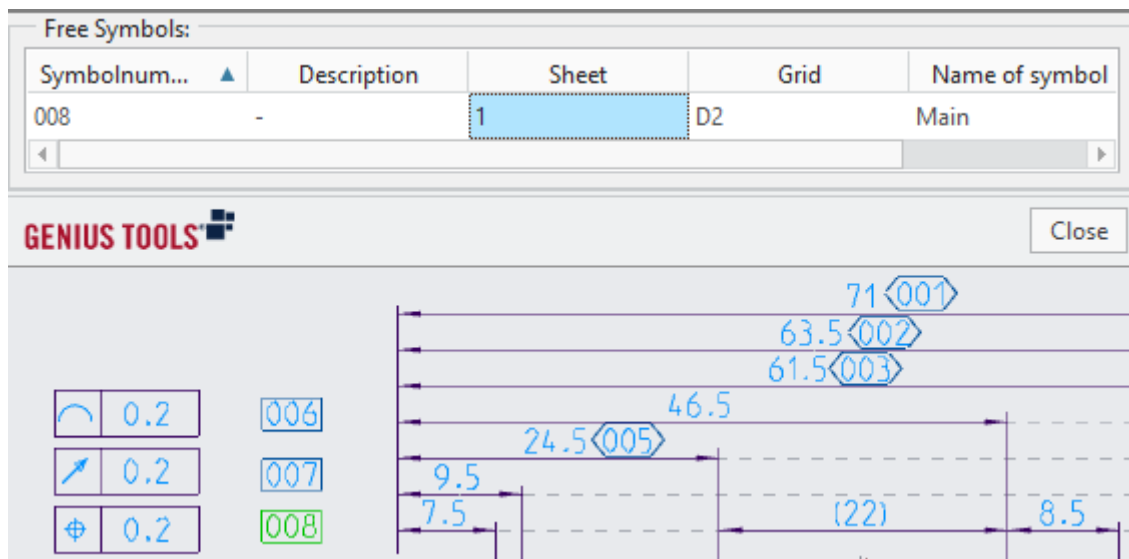 Free Symbols:
Symbolnum... Description Sheet Grid Name of symbol
008 - 1 D2 Main
GENIUS TOOLS Close
71 001
63.5 002
61.5 003
0.2 006 46.5
24.5 005
0.2 007 9.5
0.2 008 7.5 (22) 8.5